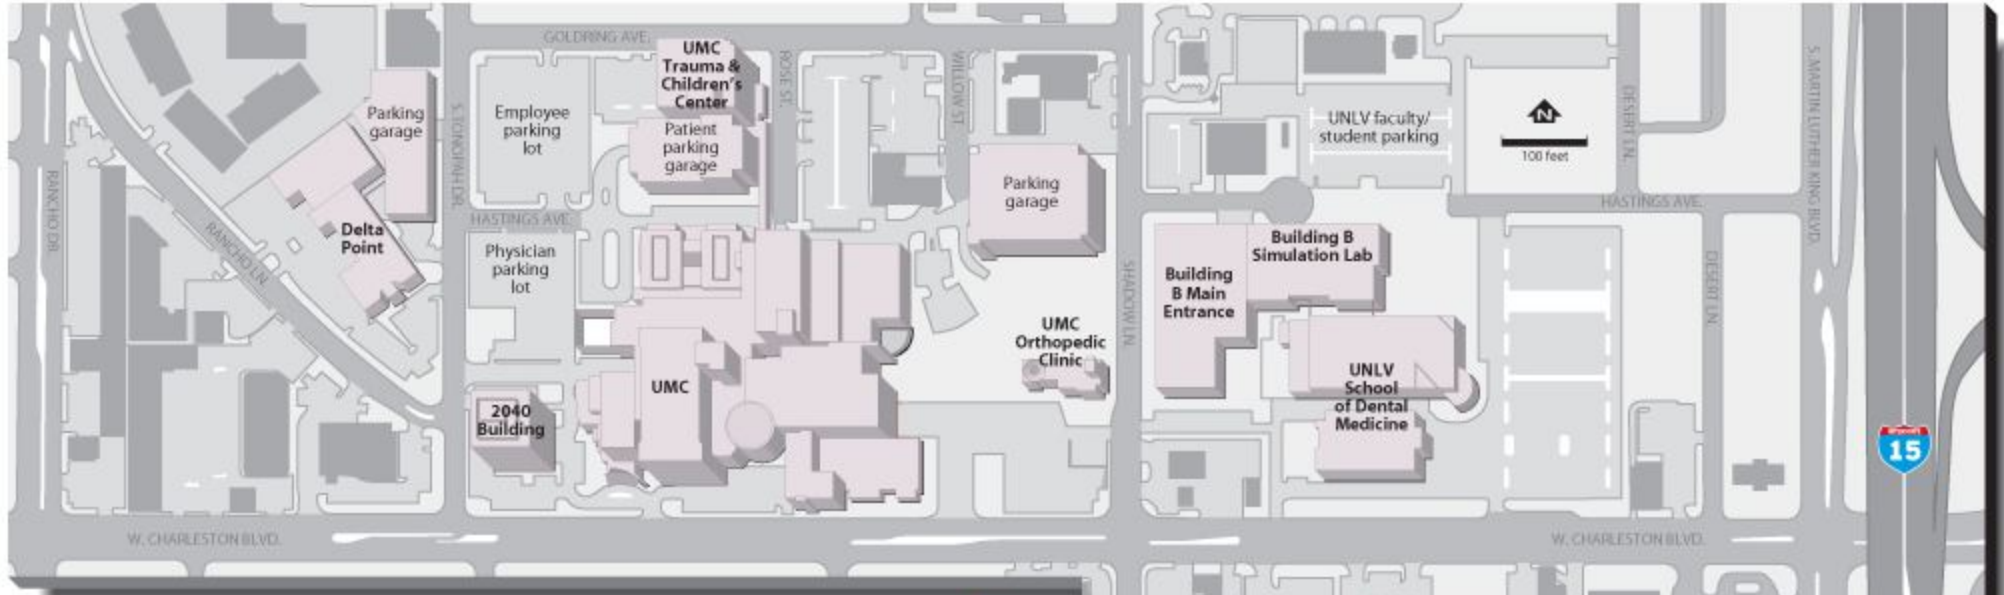 GOLDRING AVE.
UMC
Trauma &
Children's
Center
ROSE ST.
WILLOW ST.
Parking
garage
S. TONOPAH DR.
Employee
parking
lot
Patient
parking
garage
UNLV faculty/
student parking
N
100 feet
DESERT LN.
S. MARTIN LUTHER KING BLVD.
RANCHO DR.
RANCHO LN.
Delta
Point
HASTINGS AVE.
Parking
garage
HASTINGS AVE.
Physician
parking
lot
SHADOW LN.
Building
B Main
Entrance
Building B
Simulation Lab
DESERT LN.
UMC
Orthopedic
Clinic
UMC
2040
Building
UNLV
School
of Dental
Medicine
15
W. CHARLESTON BLVD.
W. CHARLESTON BLVD.